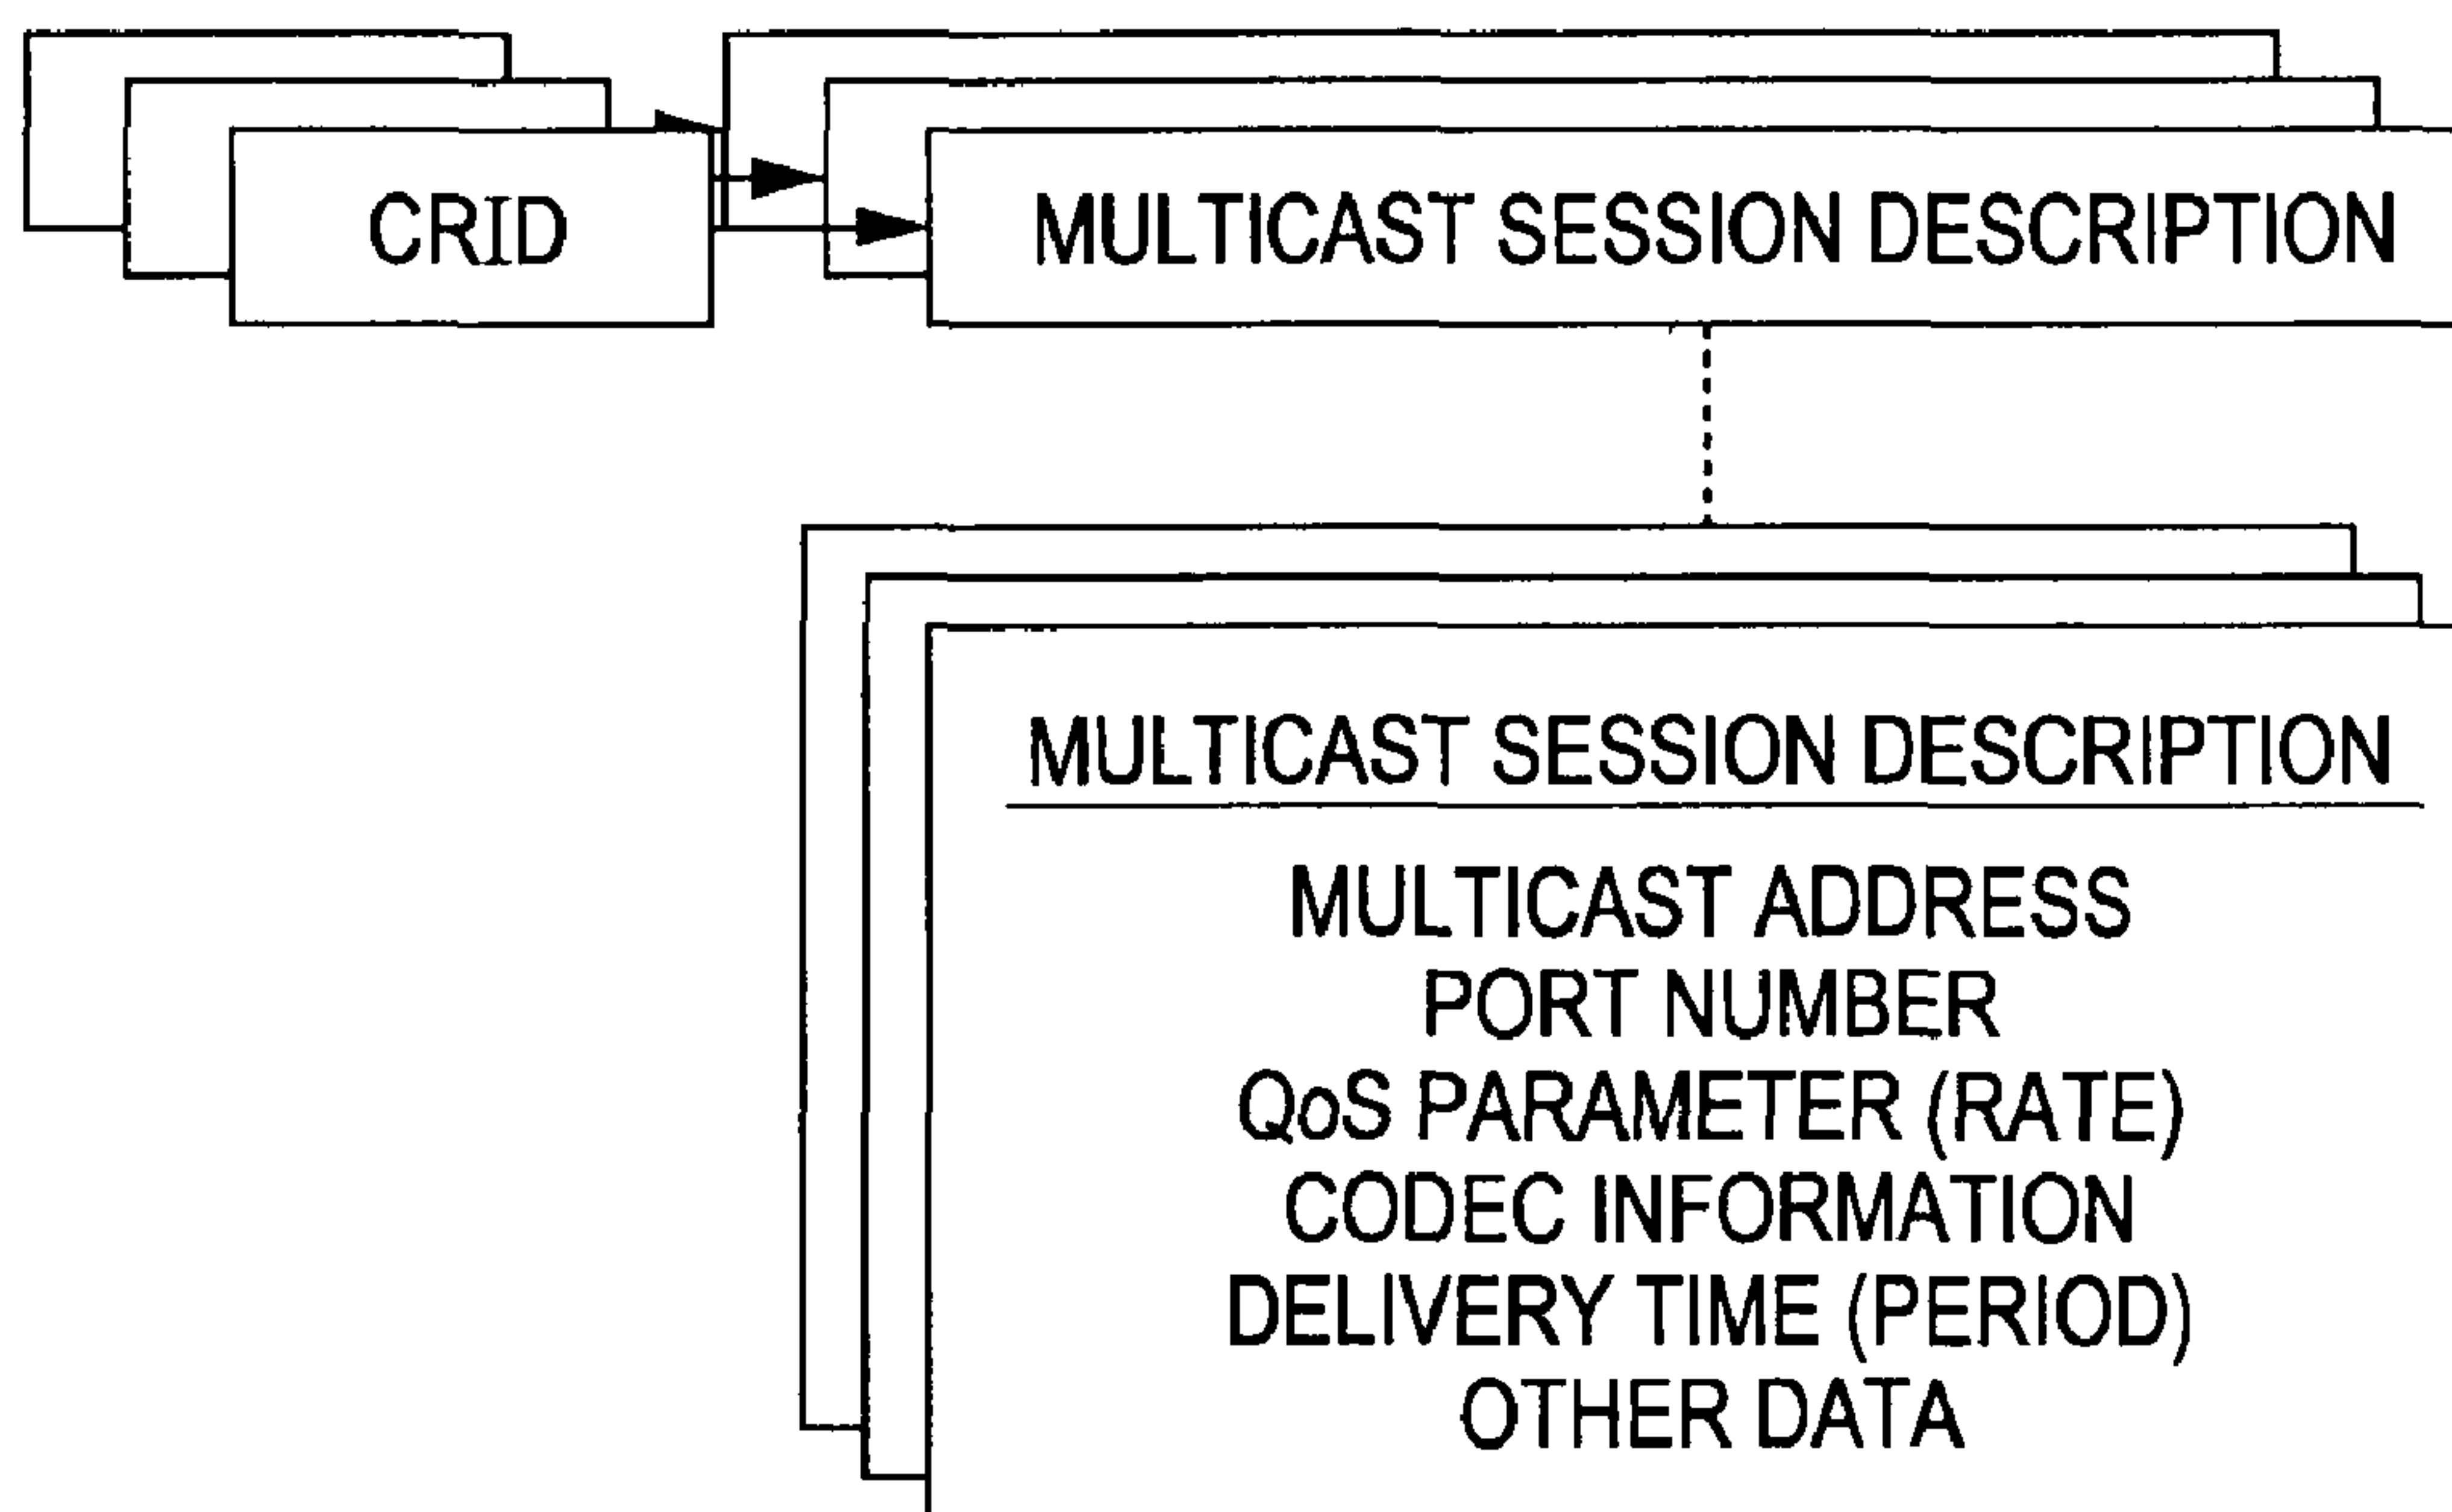 CRID
MULTICAST SESSION DESCRIPTION
MULTICAST SESSION DESCRIPTION
MULTICAST ADDRESS
PORT NUMBER
QoS PARAMETER (RATE)
CODEC INFORMATION
DELIVERY TIME (PERIOD)
OTHER DATA